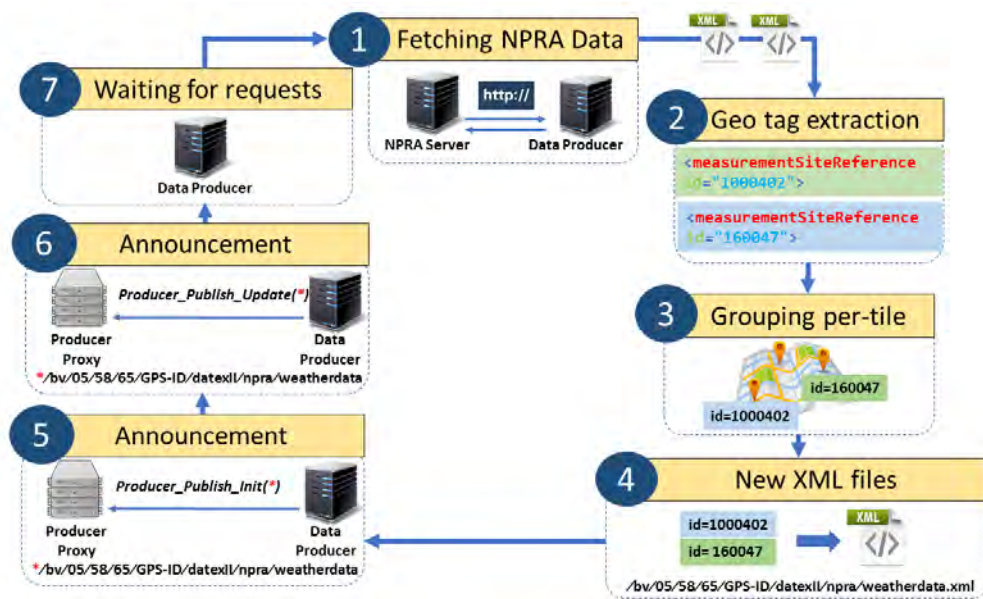 1 Fetching NPRA Data
http://
NPRA Server
Data Producer
XML </>
XML </>
2 Geo tag extraction
<measurementSiteReference
id="1000402">
<measurementSiteReference
id="160047">
3 Grouping per-tile
id=160047
id=1000402
4 New XML files
id=1000402
id= 160047
XML
</>
/bv/05/58/65/GPS-ID/datexII/npra/weatherdata.xml
5 Announcement
Producer_Publish_Init(*)
Producer
Proxy
Data
Producer
*/bv/05/58/65/GPS-ID/datexII/npra/weatherdata
6 Announcement
Producer_Publish_Update(*)
Producer
Proxy
Data
Producer
*/bv/05/58/65/GPS-ID/datexII/npra/weatherdata
7 Waiting for requests
Data Producer